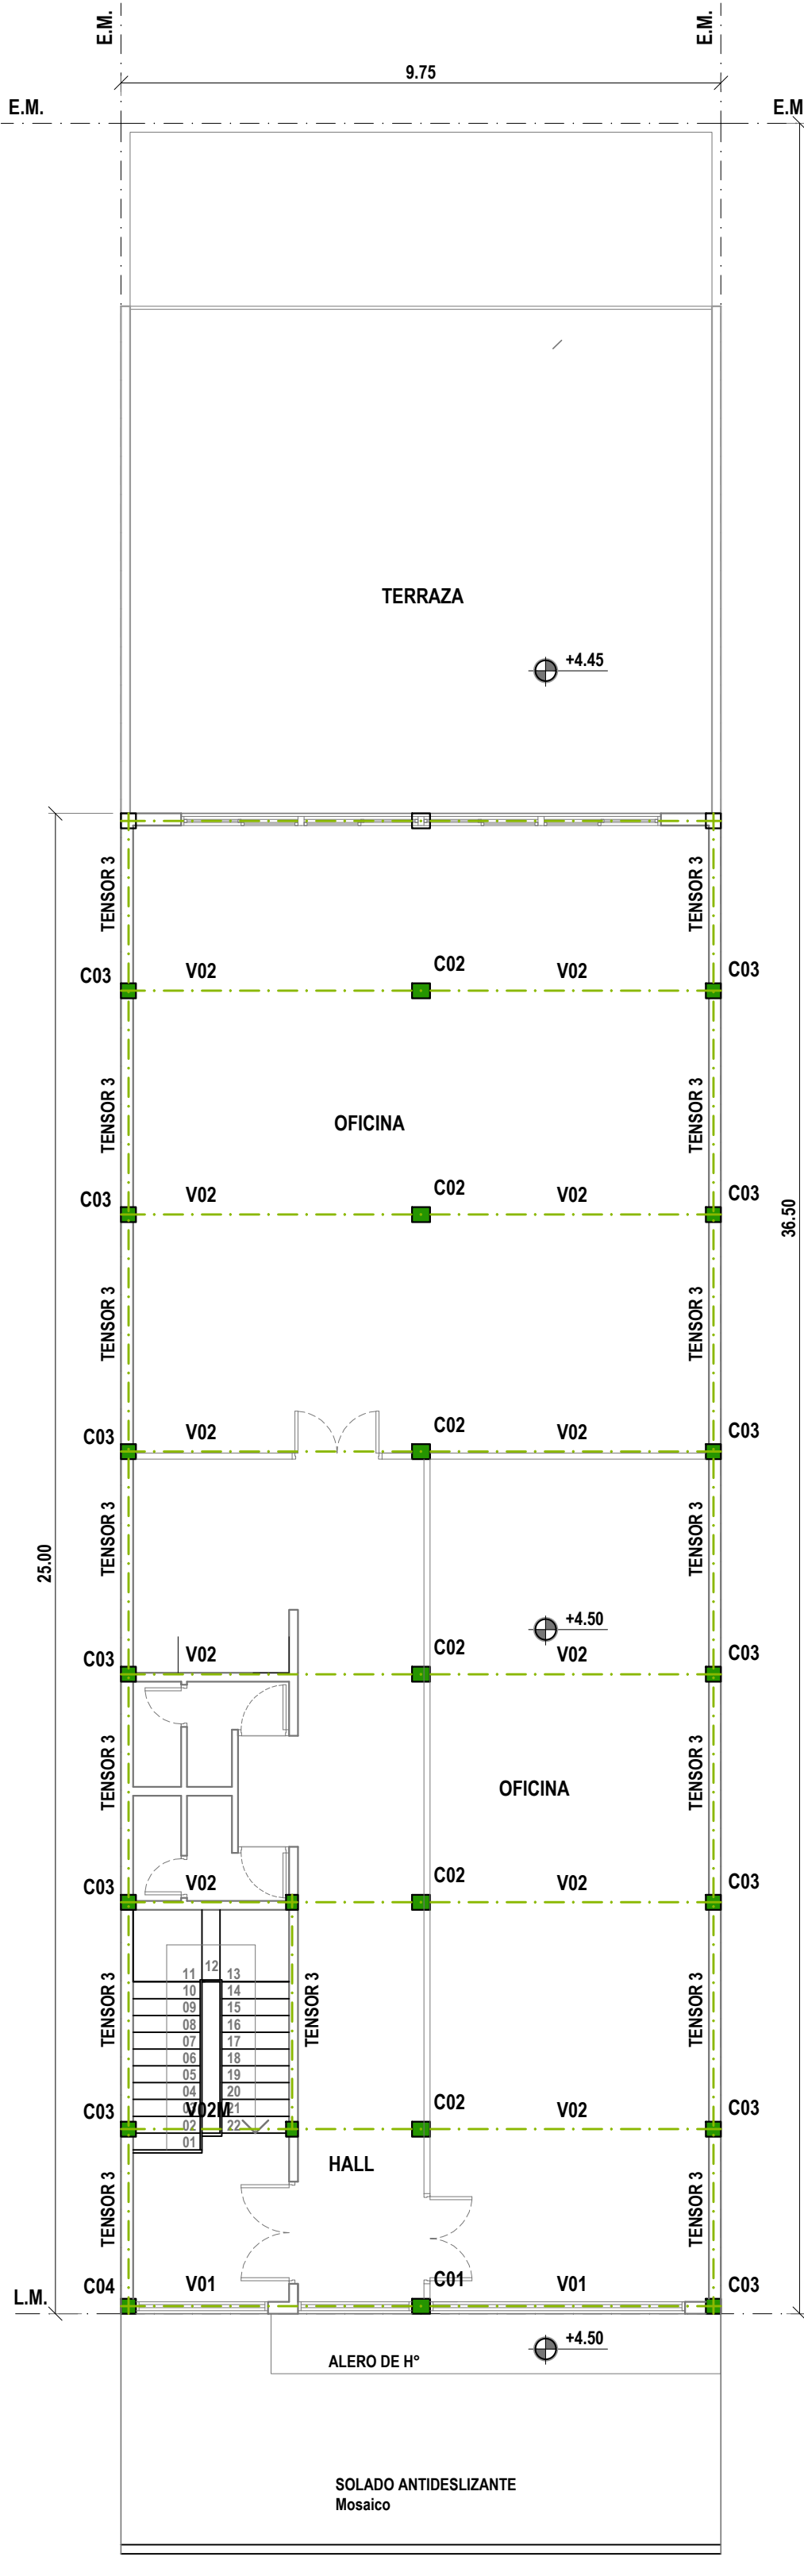 E.M.
E.M.
9.75
E.M.
E.M
TERRAZA
+4.45
TENSOR 3
TENSOR 3
C03
V02
C02
V02
C03
TENSOR 3
TENSOR 3
OFICINA
C03
V02
C02
V02
C03
36.50
TENSOR 3
TENSOR 3
C03
V02
C02
V02
C03
TENSOR 3
TENSOR 3
25.00
+4.50
C03
V02
C02
V02
C03
TENSOR 3
TENSOR 3
OFICINA
C03
V02
C02
V02
C03
12
11 13
10 14
09 15
08 16
07 17
06 18
05 19
04 20
21
02 22
01
TENSOR 3
TENSOR 3
TENSOR 3
C03
V02M
C02
V02
C03
HALL
TENSOR 3
TENSOR 3
C04
V01
C01
V01
C03
L.M.
+4.50
ALERO DE Hº
SOLADO ANTIDESLIZANTE
Mosaico